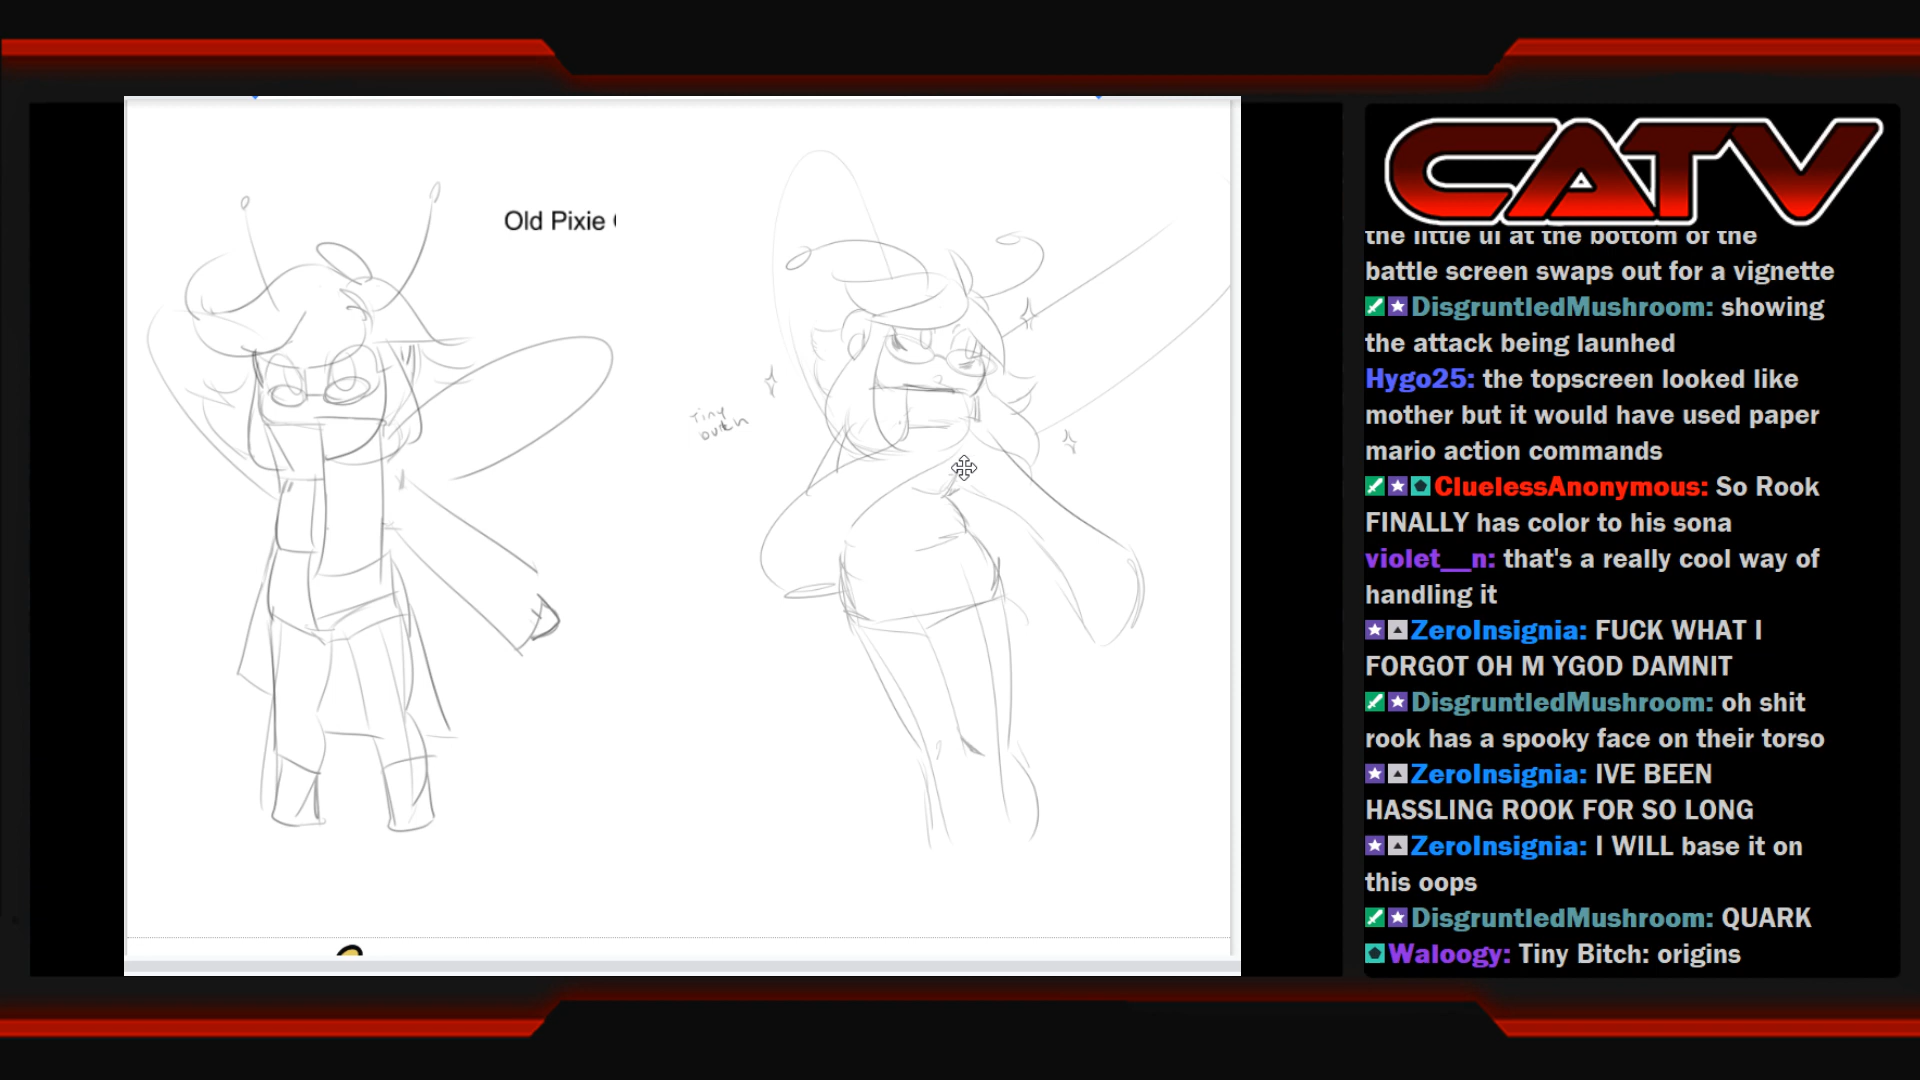 Old Pixie
Tiny
CATV
the little ui at the bottom of the
battle screen swaps out for a vignette
DisgruntledMushroom: showing
the attack being launhed
Hygo25: the topscreen looked like
mother but it would have used paper
mario action commands
CluelessAnonymous: So Rook
FINALLY has color to his sona
violet__n: that's a really cool way of
handling it
ZeroInsignia: FUCK WHAT I
FORGOT OH M YGOD DAMNIT
DisgruntledMushroom: oh shit
rook has a spooky face on their torso
ZeroInsignia: IVE BEEN
HASSLING ROOK FOR SO LONG
ZeroInsignia: I WILL base it on
this oops
DisgruntledMushroom: QUARK
Waloogy: Tiny Bitch: origins